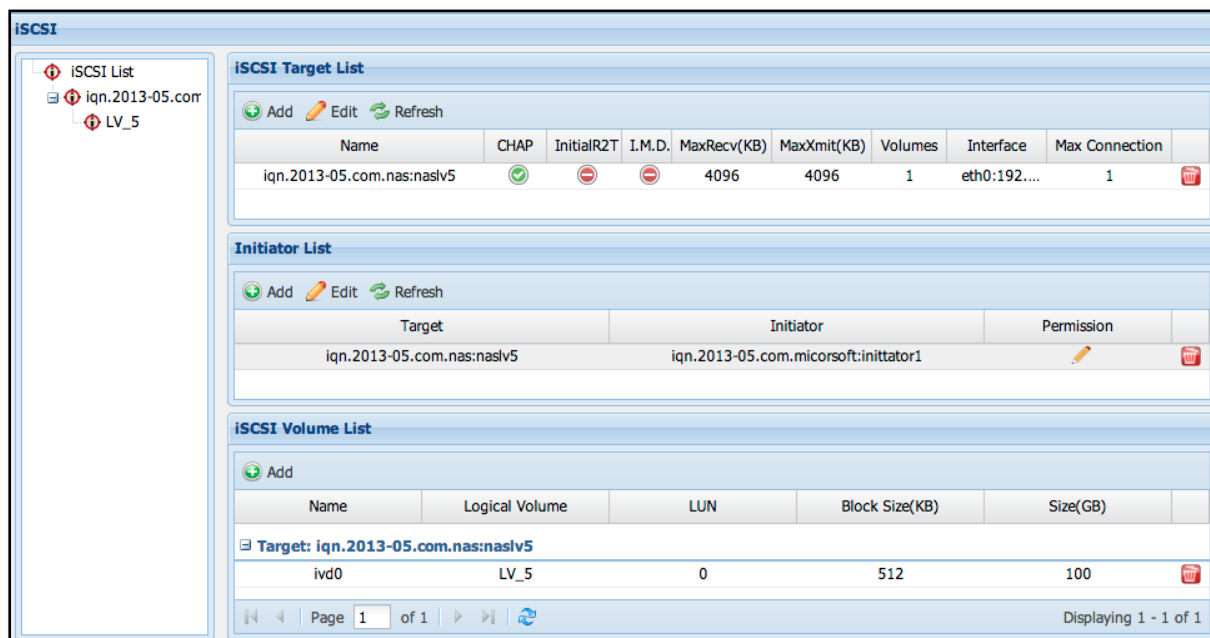 iSCSI
iSCSI List
iqn.2013-05.com
LV_5
iSCSI Target List
Add Edit Refresh
Name CHAP InitialR2T I.M.D. MaxRecv(KB) MaxXmit(KB) Volumes Interface Max Connection
iqn.2013-05.com.nas:naslv5 4096 4096 1 eth0:192.... 1
Initiator List
Add Edit Refresh
Target Initiator Permission
iqn.2013-05.com.nas:naslv5 iqn.2013-05.com.micorsoft:inittator1
iSCSI Volume List
Add
Name Logical Volume LUN Block Size(KB) Size(GB)
Target: iqn.2013-05.com.nas:naslv5
ivd0 LV_5 0 512 100
Page 1 of 1 Displaying 1 - 1 of 1